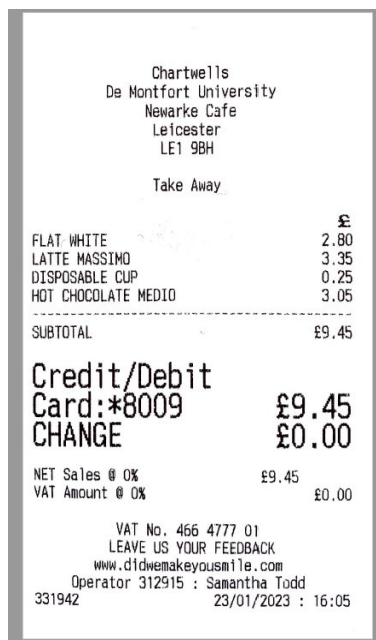 Chartwells
De Montfort University
Newarke Cafe
Leicester
LE1 9BH
Take Away
£
FLAT WHITE 2.80
LATTE MASSIMO 3.35
DISPOSABLE CUP 0.25
HOT CHOCOLATE MEDIO 3.05
SUBTOTAL £9.45
Credit/Debit
Card:*8009 £9.45
CHANGE £0.00
NET Sales @ 0% £9.45
VAT Amount @ 0% £0.00
VAT No. 466 4777 01
LEAVE US YOUR FEEDBACK
www.didwemakeyousmile.com
Operator 312915 : Samantha Todd
331942 23/01/2023 : 16:05